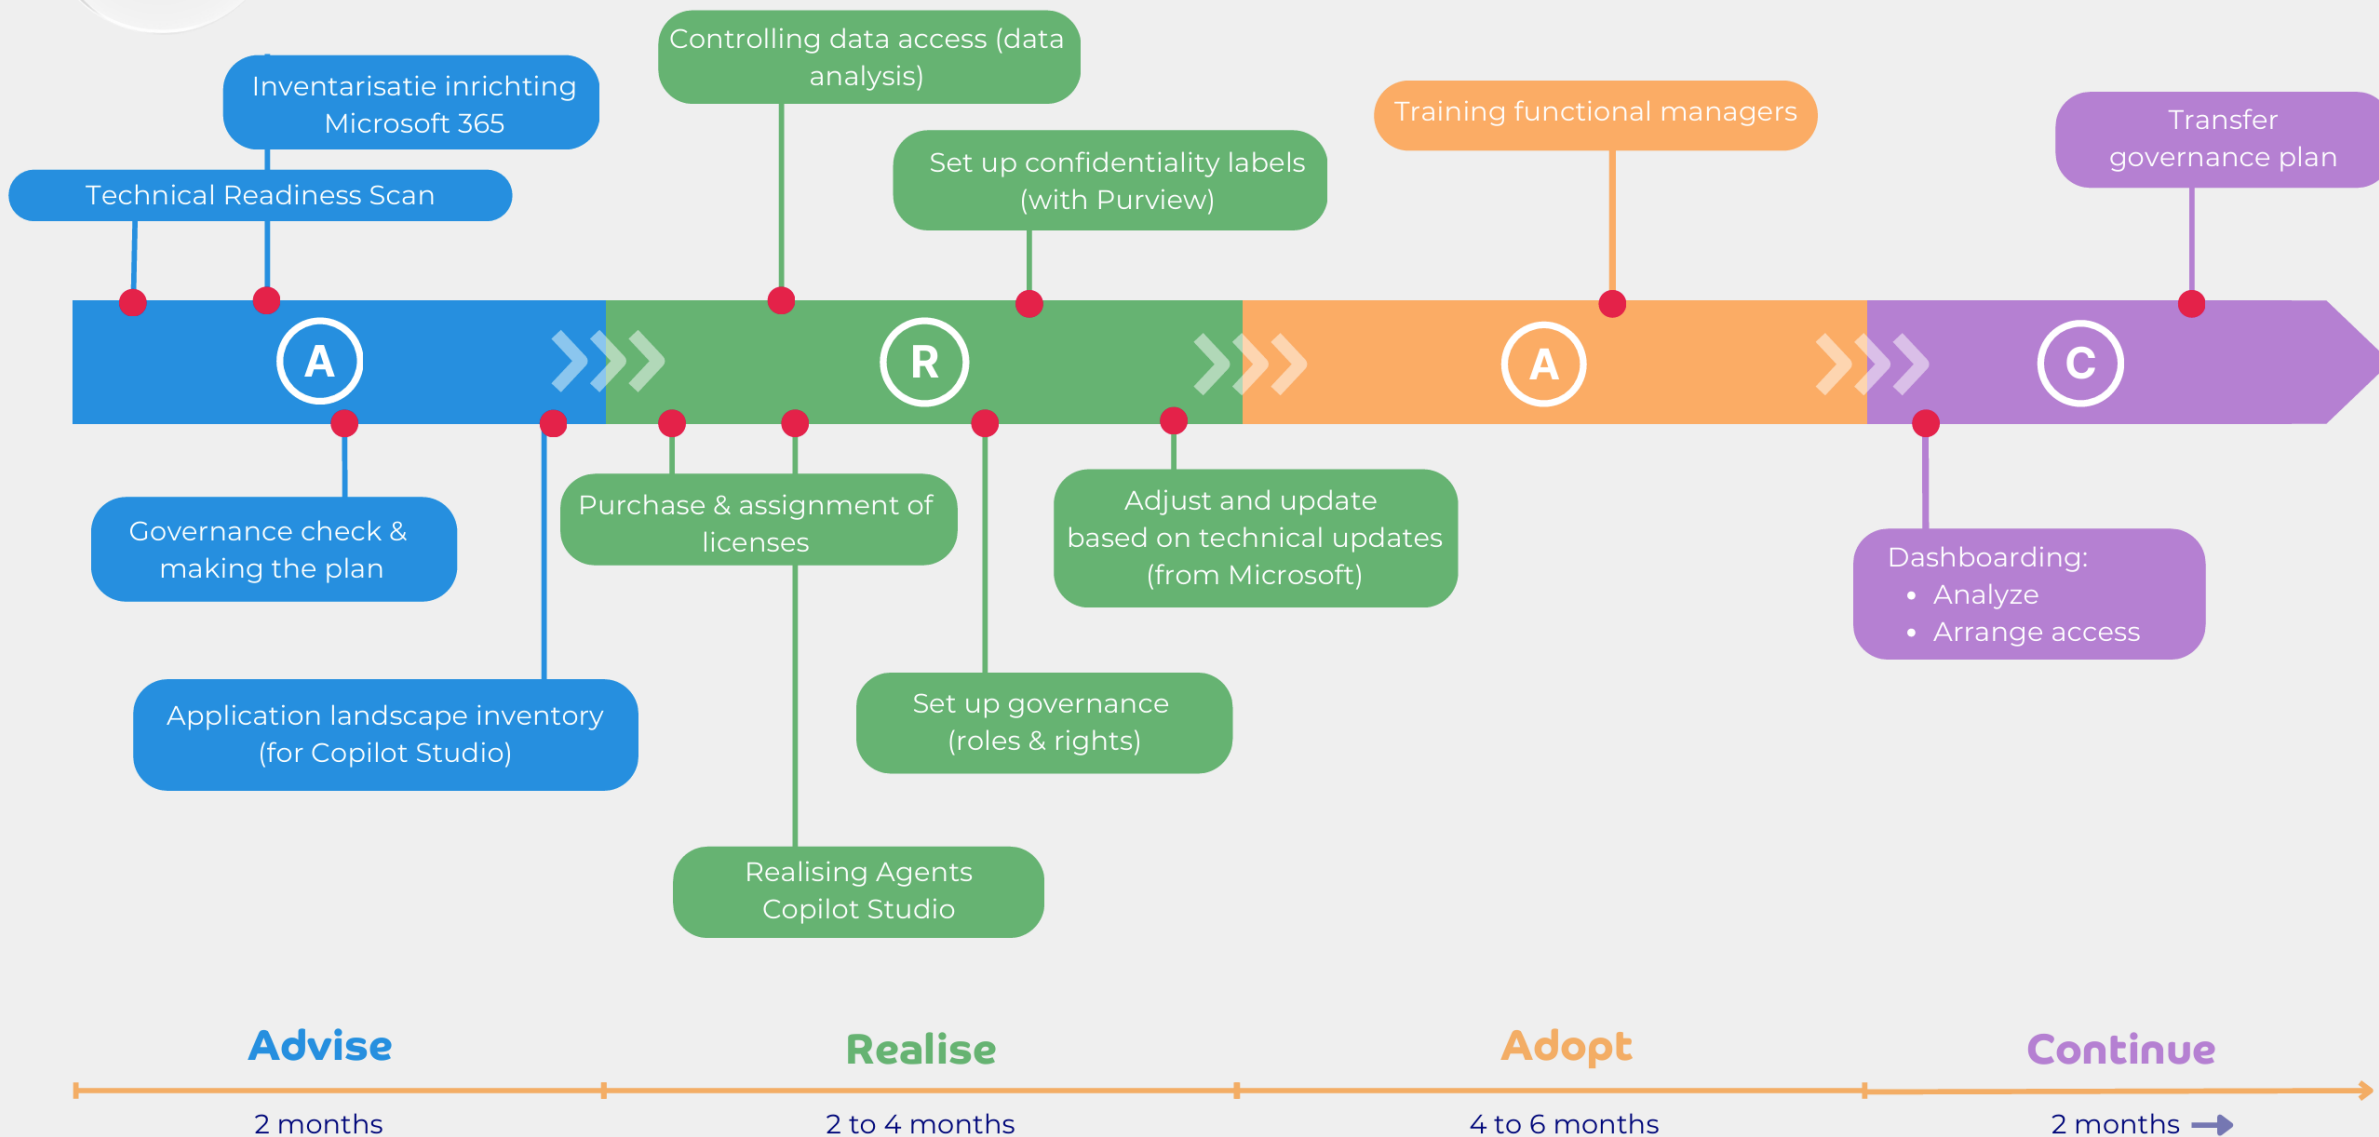 Controlling data access (data
analysis)
Inventarisatie inrichting
Microsoft 365
Training functional managers
Transfer
governance plan
Set up confidentiality labels
(with Purview)
Technical Readiness Scan
A
R
A
C
Purchase & assignment of
licenses
Adjust and update
based on technical updates
(from Microsoft)
Governance check &
making the plan
Dashboarding:
• Analyze
• Arrange access
Application landscape inventory
(for Copilot Studio)
Set up governance
(roles & rights)
Realising Agents
Copilot Studio
Advise
Realise
Adopt
Continue
2 months
2 to 4 months
4 to 6 months
2 months